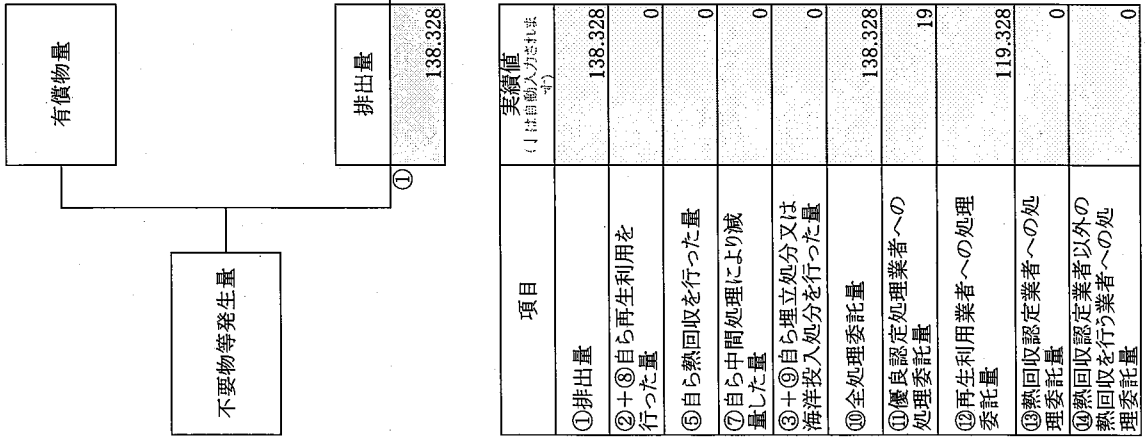 不要物等発生量
有償物量
排出量
①
138.328
項目
実績値
(「」は自動入力されま
す)
①排出量
138.328
②+⑧自ら再生利用を
行った量
0
⑤自ら熱回収を行った量
0
⑦自ら中間処理により減
量した量
0
③+⑨自ら埋立処分又は
海洋投入処分を行った量
0
⑩全処理委託量
138.328
⑪優良認定処理業者への
処理委託量
19
⑫再生利用業者への処理
委託量
119.328
⑬熱回収認定業者への処
理委託量
0
⑭熱回収認定業者以外の
熱回収を行う業者への処
理委託量
0